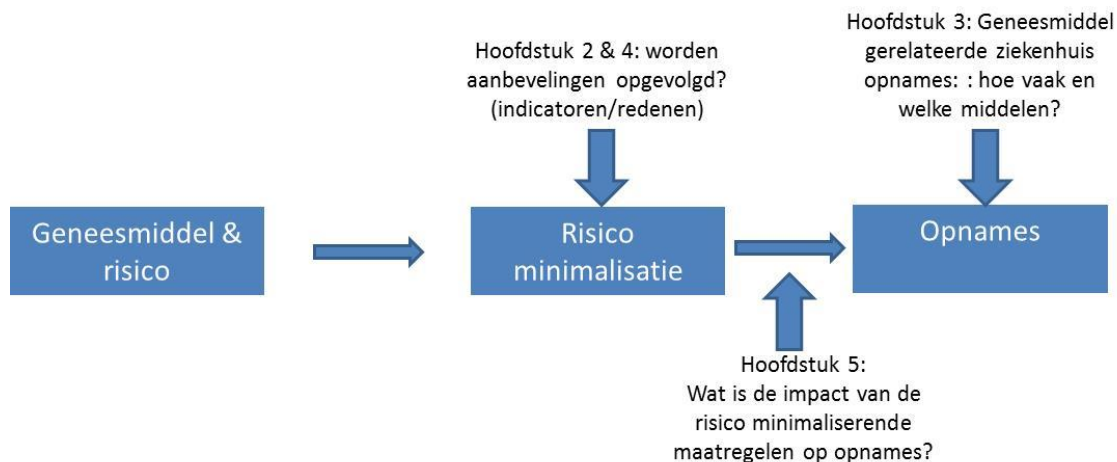 Hoofdstuk 2 & 4: worden
aanbevelingen opgevolgd?
(indicatoren/redenen)
Hoofdstuk 3: Geneesmiddel
gerelateerde ziekenhuis
opnames: : hoe vaak en
welke middelen?
Geneesmiddel &
risico
Risico
minimalisatie
Opnames
Hoofdstuk 5:
Wat is de impact van de
risico minimaliserende
maatregelen op opnames?